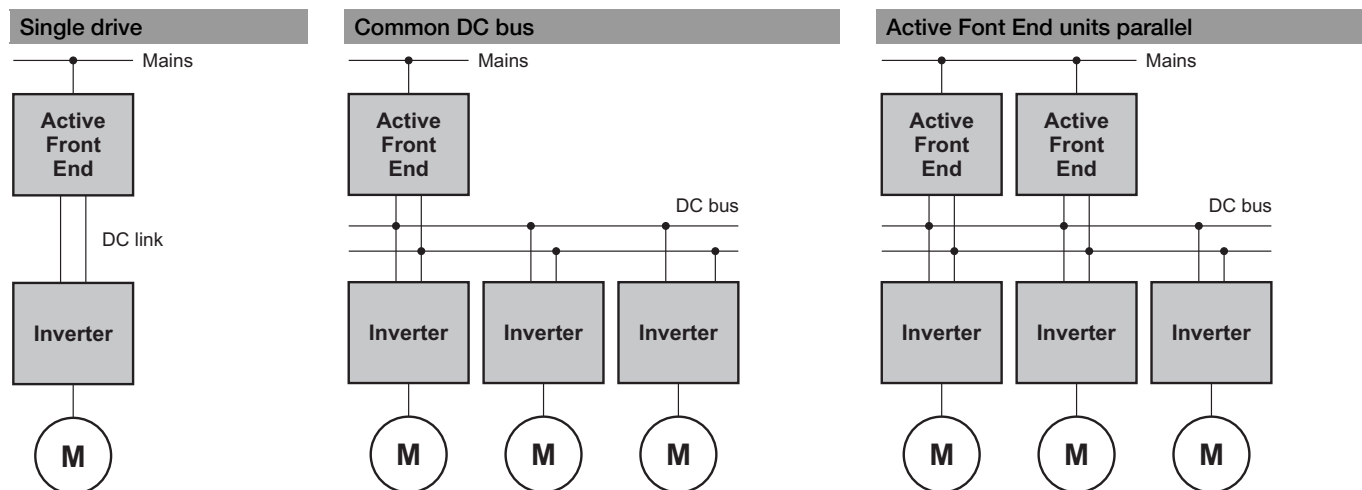 Single drive
Mains
Active
Front
End
DC link
Inverter
M
Common DC bus
Mains
Active
Front
End
DC bus
Inverter
Inverter
Inverter
M
M
M
Active Font End units parallel
Mains
Active
Front
End
Active
Front
End
DC bus
Inverter
Inverter
Inverter
M
M
M